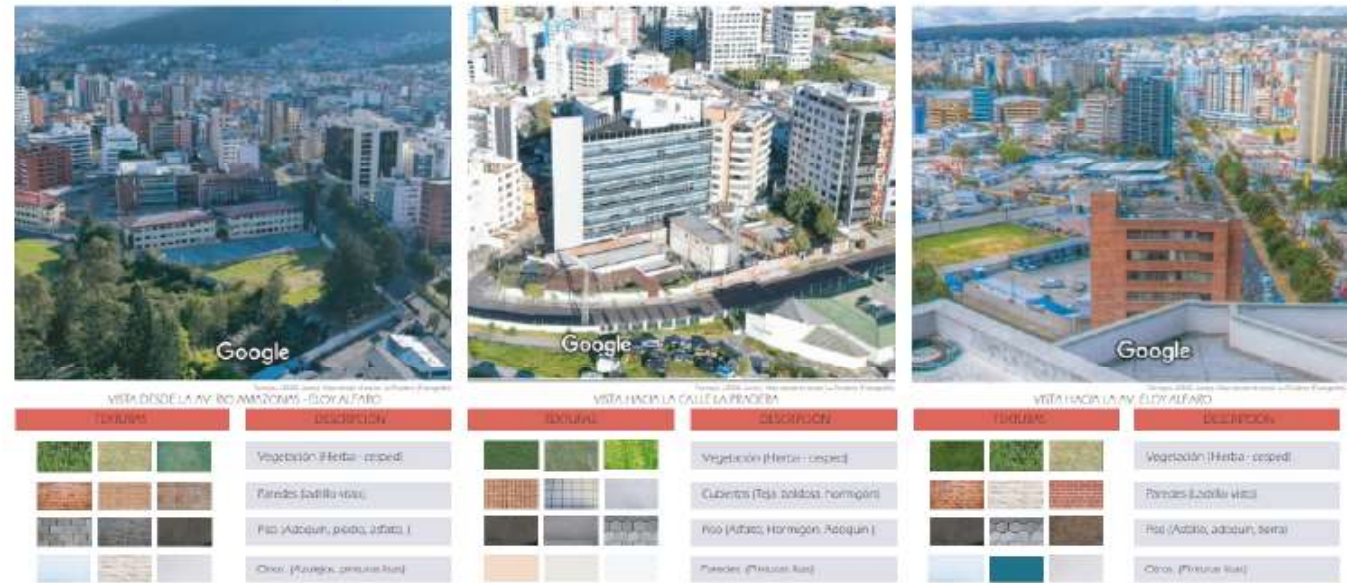 Google
Google
Google
VISTA DESDE LA AV. RIO AMAZONAS - ELOY ALFARO
VISTA HACIA LA CALLE LA PRADERA
VISTA HACIA LA AV. ELOY ALFARO
TEXTURAS
DESCRIPCIÓN
Vegetación (Hierba - cesped)
Paredes (Ladrillo visto)
Piso (Adoquin, piedra, asfalto, )
Otros (Azulejos, pinturas lisas)
TEXTURAS
DESCRIPCIÓN
Vegetación (Hierba - cesped)
Cubiertas (Teja, baldosa, hormigón)
Piso (Asfalto, Hormigón, Adoquin )
Paredes (Pinturas lisas)
TEXTURAS
DESCRIPCIÓN
Vegetación (Hierba - cesped)
Paredes (Ladrillo visto)
Piso (Asfalto, adoquin, tierra)
Otros (Pinturas lisas)